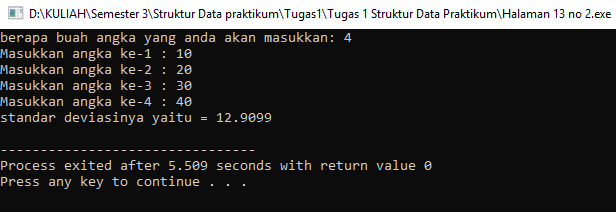 D:\KULIAH\Semester 3\Struktur Data praktikum\Tugas1\Tugas 1 Struktur Data Praktikum\Halaman 13 no 2.exe
berapa buah angka yang anda akan masukkan: 4
Masukkan angka ke-1 : 10
Masukkan angka ke-2 : 20
Masukkan angka ke-3 : 30
Masukkan angka ke-4 : 40
standar deviasinya yaitu = 12.9099
--------------------------------
Process exited after 5.509 seconds with return value 0
Press any key to continue . . .